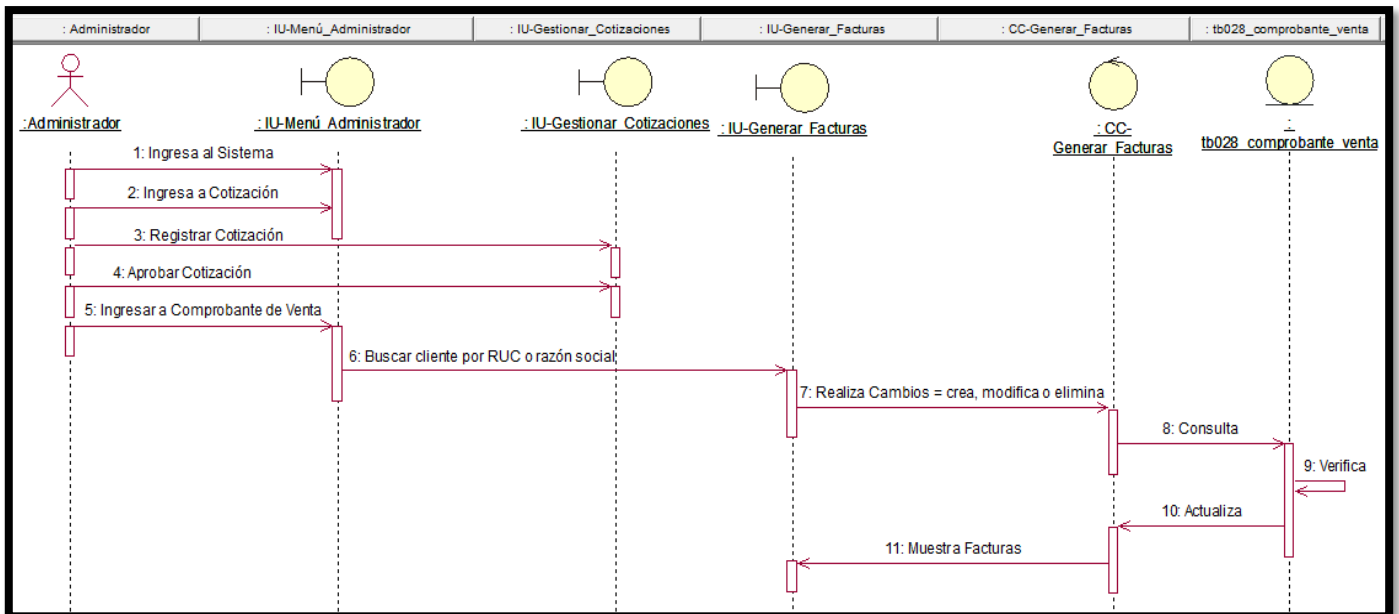 : Administrador
: IU-Menú_Administrador
: IU-Gestionar_Cotizaciones
: IU-Generar_Facturas
: CC-Generar_Facturas
: tb028_comprobante_venta
:Administrador
: IU-Menú_Administrador
: IU-Gestionar_Cotizaciones
: IU-Generar_Facturas
: CC-
Generar_Facturas
:
tb028_comprobante_venta
1: Ingresa al Sistema
2: Ingresa a Cotización
3: Registrar Cotización
4: Aprobar Cotización
5: Ingresar a Comprobante de Venta
6: Buscar cliente por RUC o razón social
7: Realiza Cambios = crea, modifica o elimina
8: Consulta
9: Verifica
10: Actualiza
11: Muestra Facturas